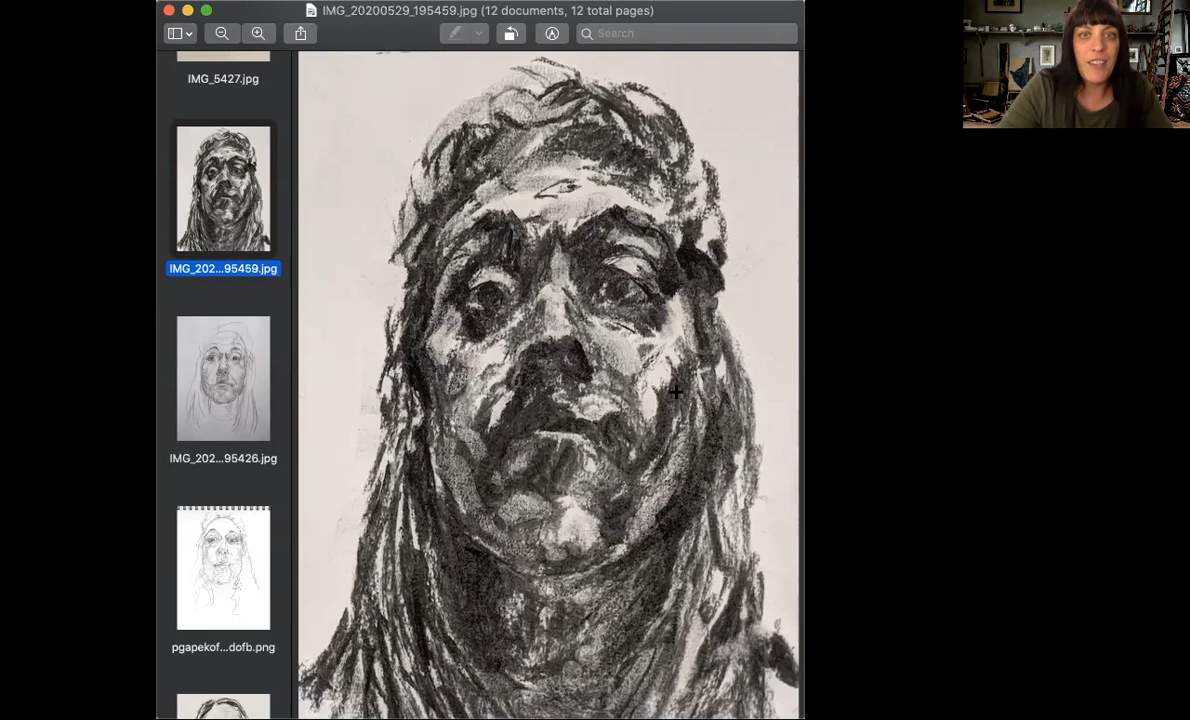 IMG_20200529_195459.jpg (12 documents, 12 total pages)
Search
IMG_5427.jpg
IMG_202...95459.jpg
IMG_202...95426.jpg
pgapekof...dofb.png